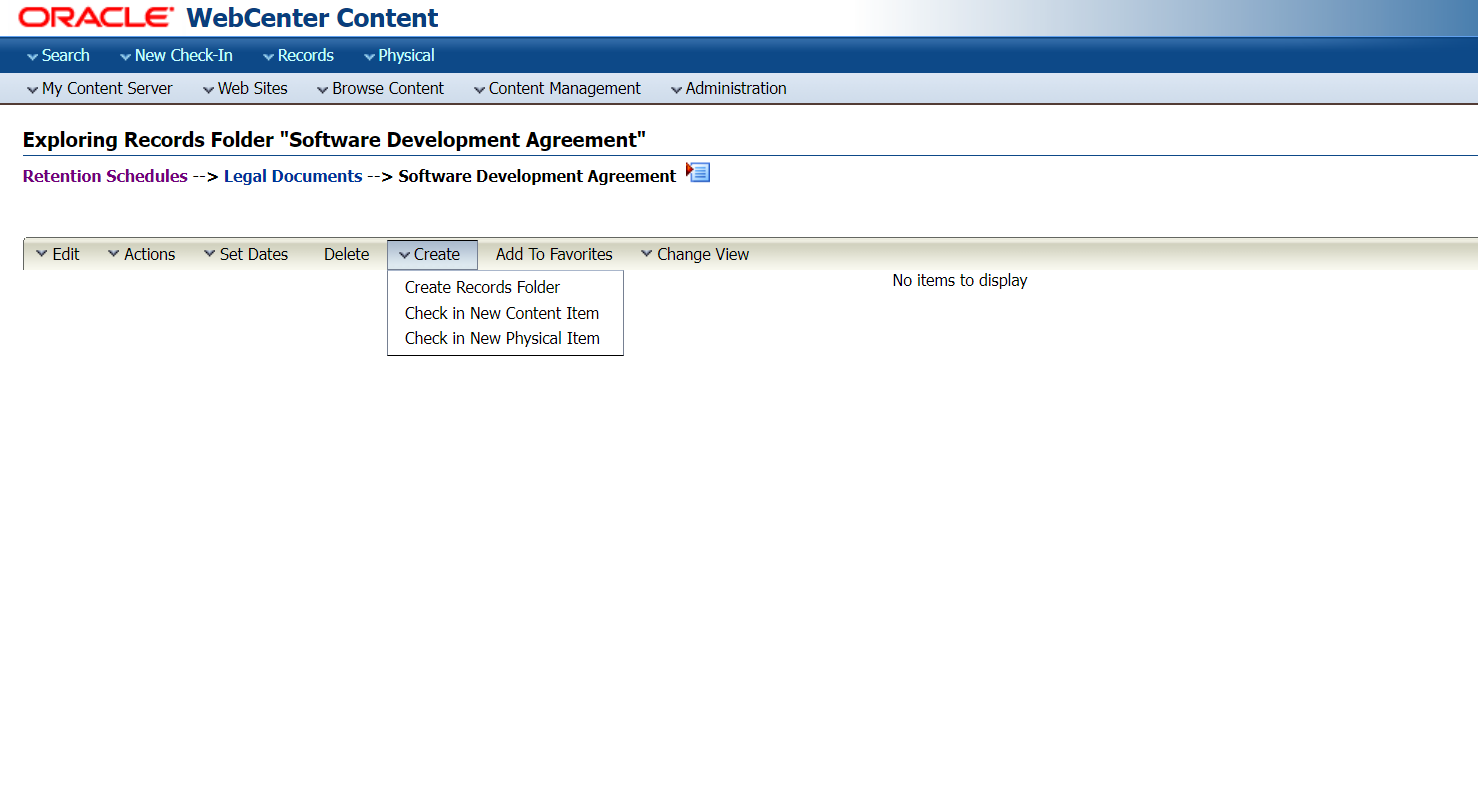 ORACLE WebCenter Content
Search New Check-In Records Physical
My Content Server Web Sites Browse Content Content Management Administration
Exploring Records Folder "Software Development Agreement"
Retention Schedules --> Legal Documents --> Software Development Agreement
Edit Actions Set Dates Delete Create Add To Favorites Change View
No items to display
Create Records Folder
Check in New Content Item
Check in New Physical Item